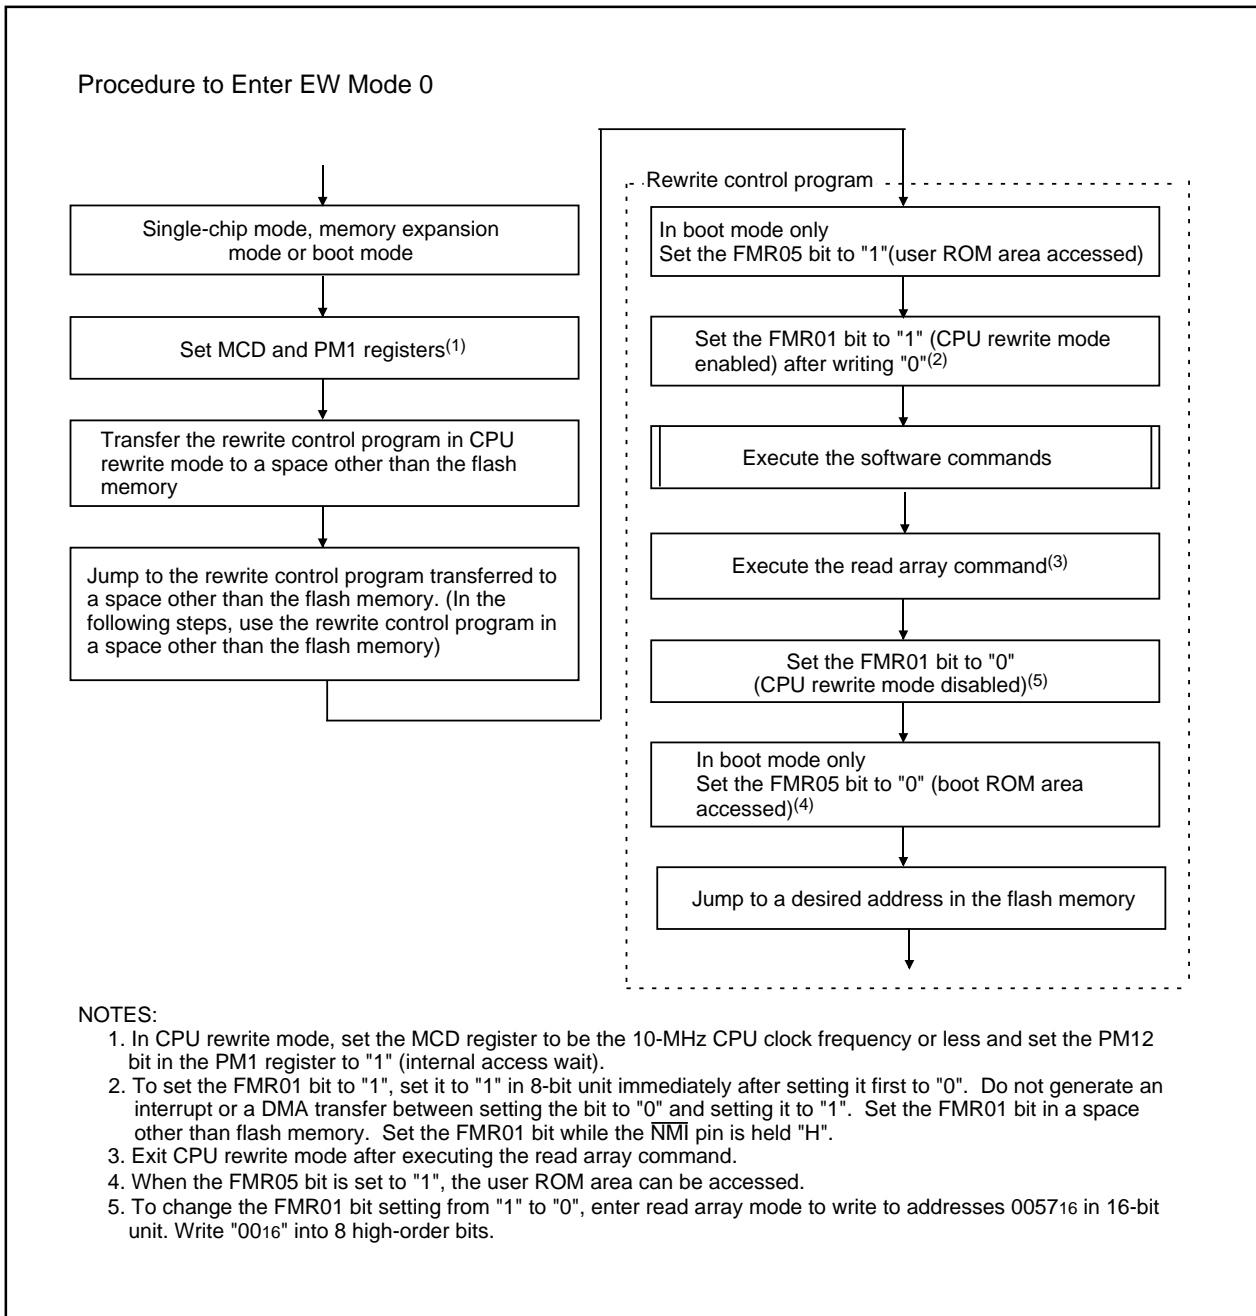 Procedure to Enter EW Mode 0
Single-chip mode, memory expansion
mode or boot mode
Set MCD and PM1 registers(1)
Transfer the rewrite control program in CPU
rewrite mode to a space other than the flash
memory
Jump to the rewrite control program transferred to
a space other than the flash memory. (In the
following steps, use the rewrite control program in
a space other than the flash memory)
Rewrite control program
In boot mode only
Set the FMR05 bit to "1"(user ROM area accessed)
Set the FMR01 bit to "1" (CPU rewrite mode
enabled) after writing "0"(2)
Execute the software commands
Execute the read array command(3)
Set the FMR01 bit to "0"
(CPU rewrite mode disabled)(5)
In boot mode only
Set the FMR05 bit to "0" (boot ROM area
accessed)(4)
Jump to a desired address in the flash memory
NOTES:
1. In CPU rewrite mode, set the MCD register to be the 10-MHz CPU clock frequency or less and set the PM12
bit in the PM1 register to "1" (internal access wait).
2. To set the FMR01 bit to "1", set it to "1" in 8-bit unit immediately after setting it first to "0". Do not generate an
interrupt or a DMA transfer between setting the bit to "0" and setting it to "1". Set the FMR01 bit in a space
other than flash memory. Set the FMR01 bit while the NMI pin is held "H".
3. Exit CPU rewrite mode after executing the read array command.
4. When the FMR05 bit is set to "1", the user ROM area can be accessed.
5. To change the FMR01 bit setting from "1" to "0", enter read array mode to write to addresses 005716 in 16-bit
unit. Write "0016" into 8 high-order bits.